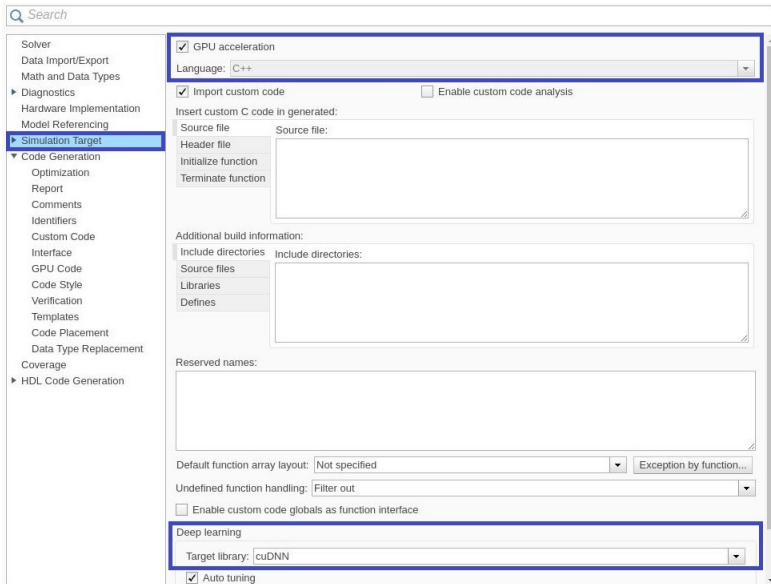 Search
Solver
Data Import/Export
Math and Data Types
Diagnostics
Hardware Implementation
Model Referencing
Simulation Target
Code Generation
Optimization
Report
Comments
Identifiers
Custom Code
Interface
GPU Code
Code Style
Verification
Templates
Code Placement
Data Type Replacement
Coverage
HDL Code Generation
GPU acceleration
Language: C++
Import custom code Enable custom code analysis
Insert custom C code in generated:
Source file
Header file
Initialize function
Terminate function
Source file:
Additional build information:
Include directories
Source files
Libraries
Defines
Include directories:
Reserved names:
Default function array layout: Not specified Exception by function...
Undefined function handling: Filter out
Enable custom code globals as function interface
Deep learning
Target library: cuDNN
Auto tuning